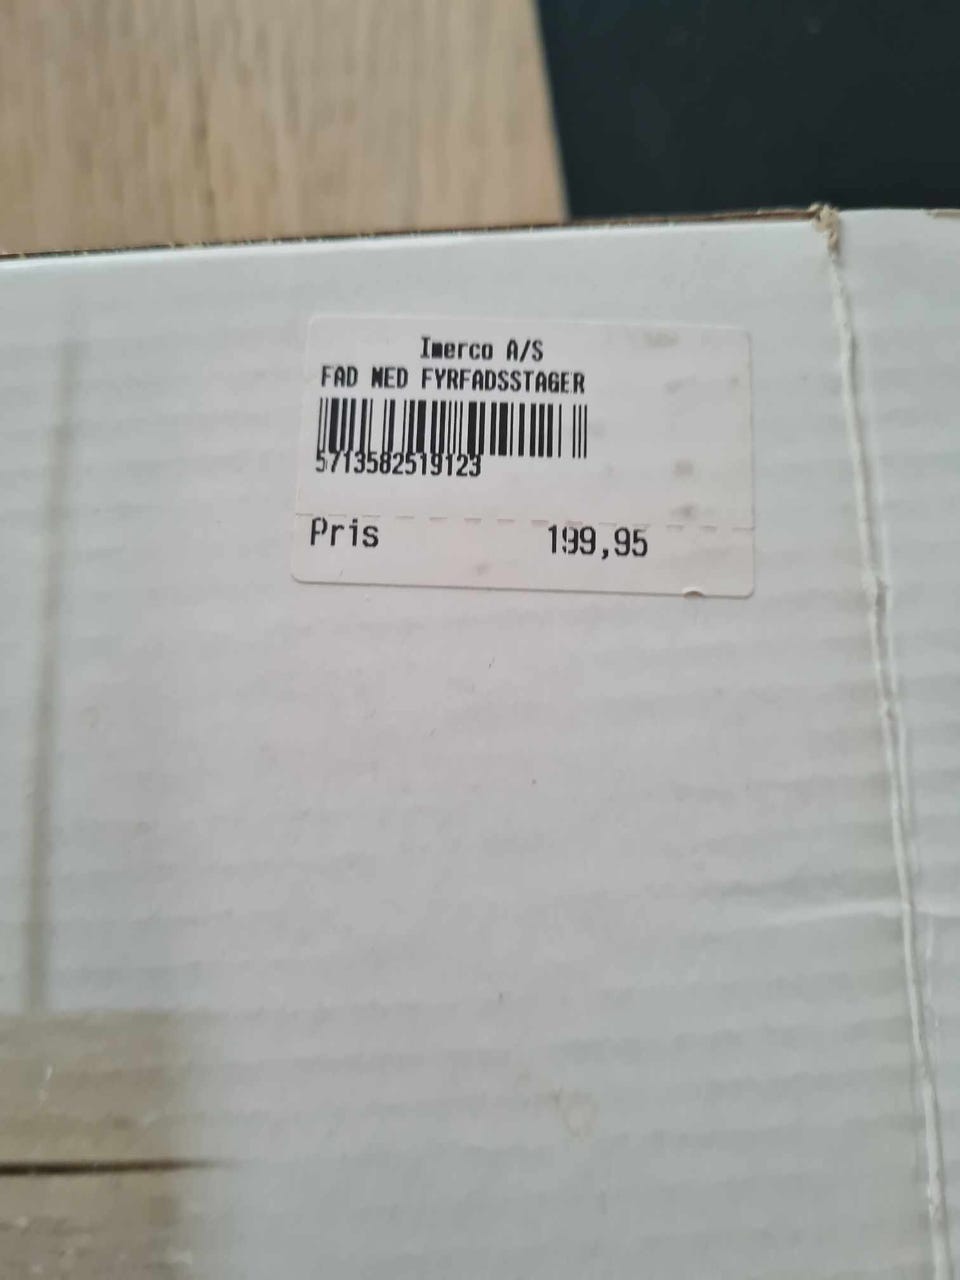 Imerco A/S
FAD MED FYRFADSSTAGER
5713582519123
Pris 199,95